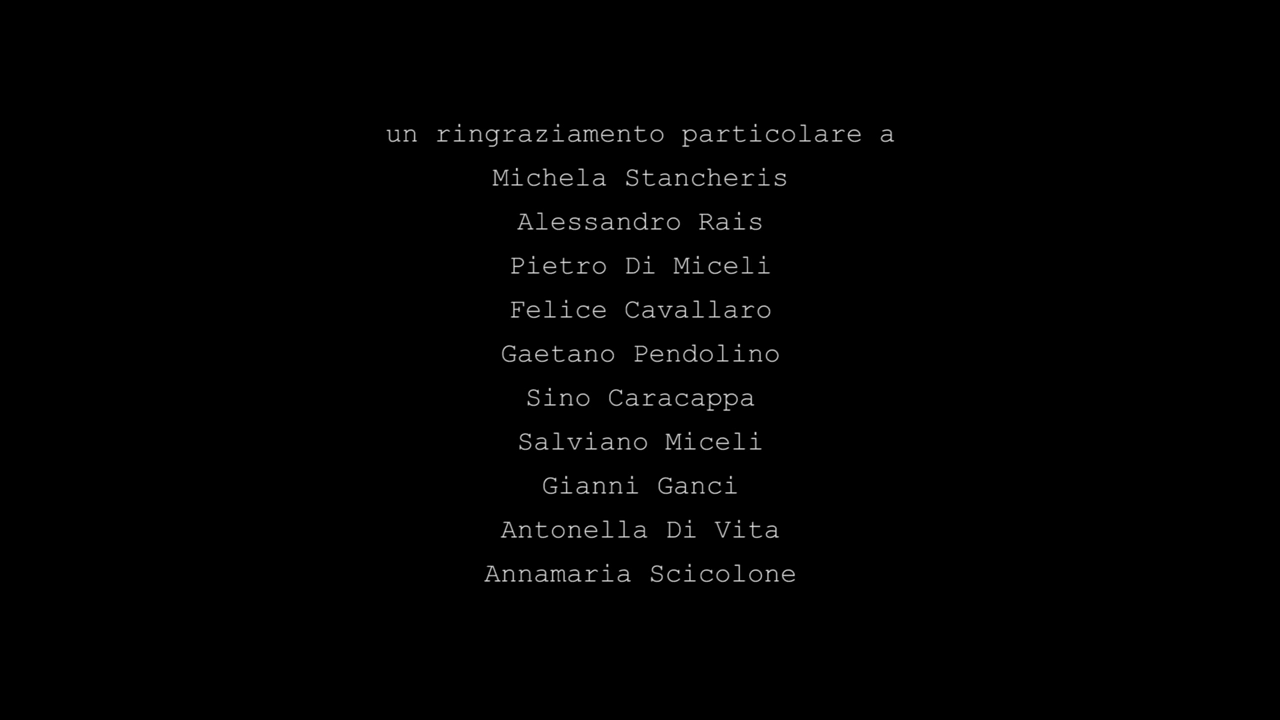 un ringraziamento particolare a
Michela Stancheris
Alessandro Rais
Pietro Di Miceli
Felice Cavallaro
Gaetano Pendolino
Sino Caracappa
Salviano Miceli
Gianni Ganci
Antonella Di Vita
Annamaria Scicolone